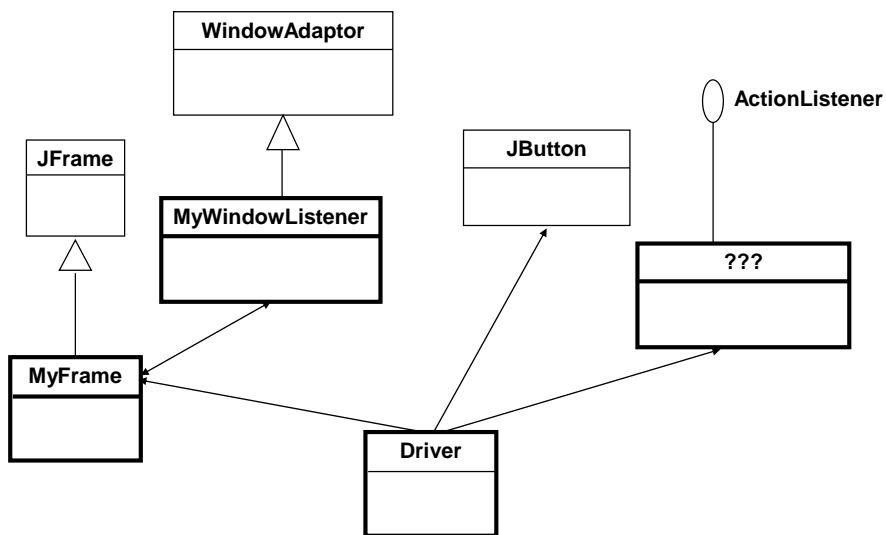 WindowAdaptor
ActionListener
JFrame
JButton
MyWindowListener
???
MyFrame
Driver